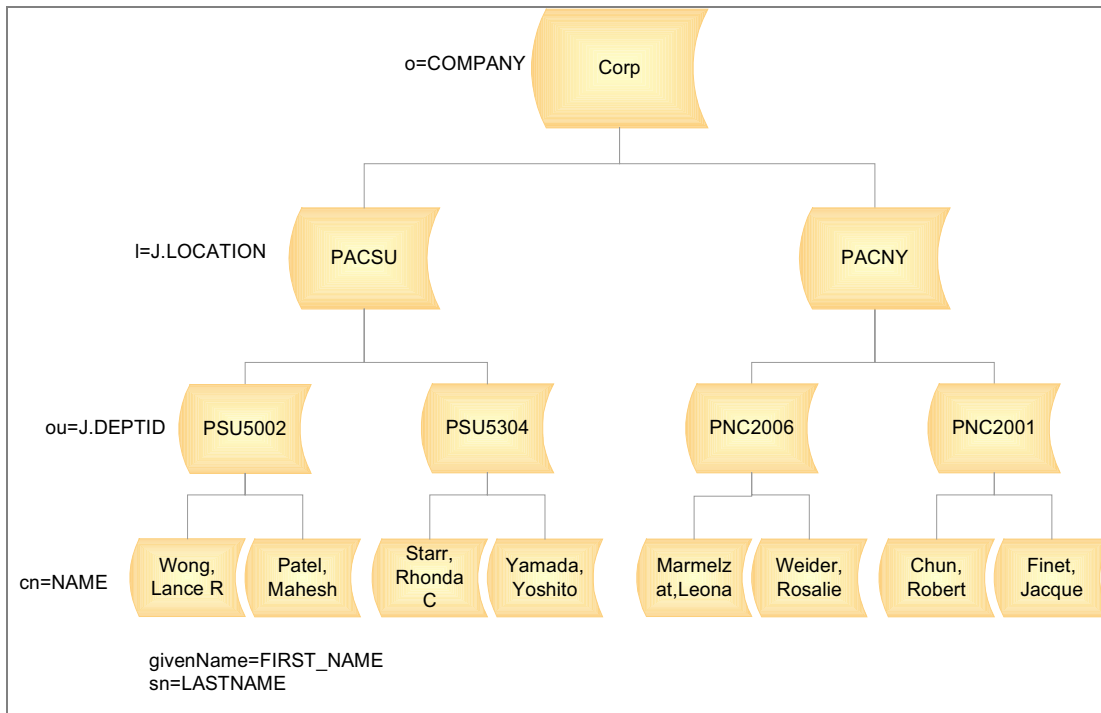 o=COMPANY
Corp
l=J.LOCATION
PACSU
PACNY
ou=J.DEPTID
PSU5002
PSU5304
PNC2006
PNC2001
cn=NAME
Wong,
Lance R
Patel,
Mahesh
Starr,
Rhonda
C
Yamada,
Yoshito
Marmelz
at,Leona
Weider,
Rosalie
Chun,
Robert
Finet,
Jacque
givenName=FIRST_NAME
sn=LASTNAME